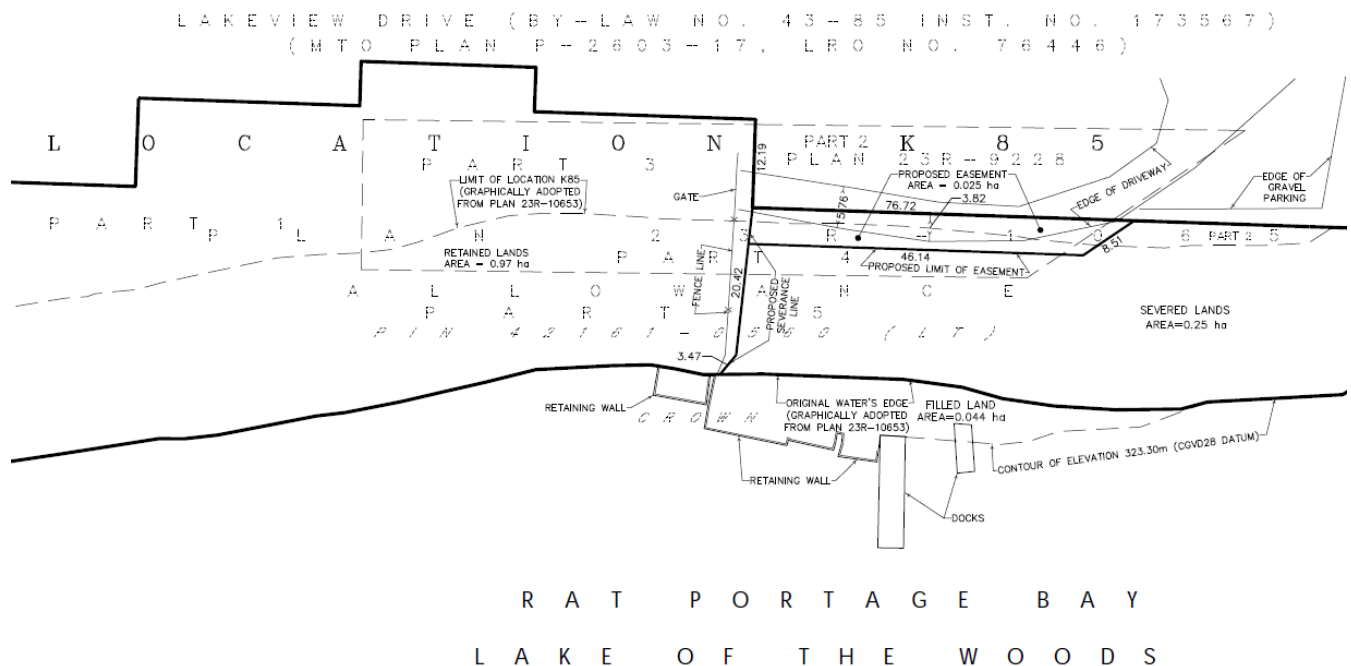 LAKEVIEW DRIVE (BY-LAW NO. 43-85 INST. NO. 173567)
(MTO PLAN P-2603-17, LRO NO. 76446)
LOCATION K85
PART 2
PLAN 23R-9228
PART 3
12.19
LIMIT OF LOCATION K85
(GRAPHICALLY ADOPTED
FROM PLAN 23R-10653)
GATE
PROPOSED EASEMENT
AREA = 0.025 ha
EDGE OF DRIVEWAY
EDGE OF
GRAVEL
PARKING
5.76
76.72
3.82
PART 1
PLAN 23R-1065
PART 2
RETAINED LANDS
AREA = 0.97 ha
PART 4
46.14
8.51
PROPOSED LIMIT OF EASEMENT
FENCE LINE
20.42
PROPOSED
SEVERANCE
LINE
ALLOWANCE
PART 5
PIN 42161-0560 (LT)
SEVERED LANDS
AREA=0.25 ha
3.47
RETAINING WALL
CROWN
ORIGINAL WATER'S EDGE
(GRAPHICALLY ADOPTED
FROM PLAN 23R-10653)
FILLED LAND
AREA=0.044 ha
CONTOUR OF ELEVATION 323.30m (CGVD28 DATUM)
RETAINING WALL
DOCKS
RAT PORTAGE BAY
LAKE OF THE WOODS